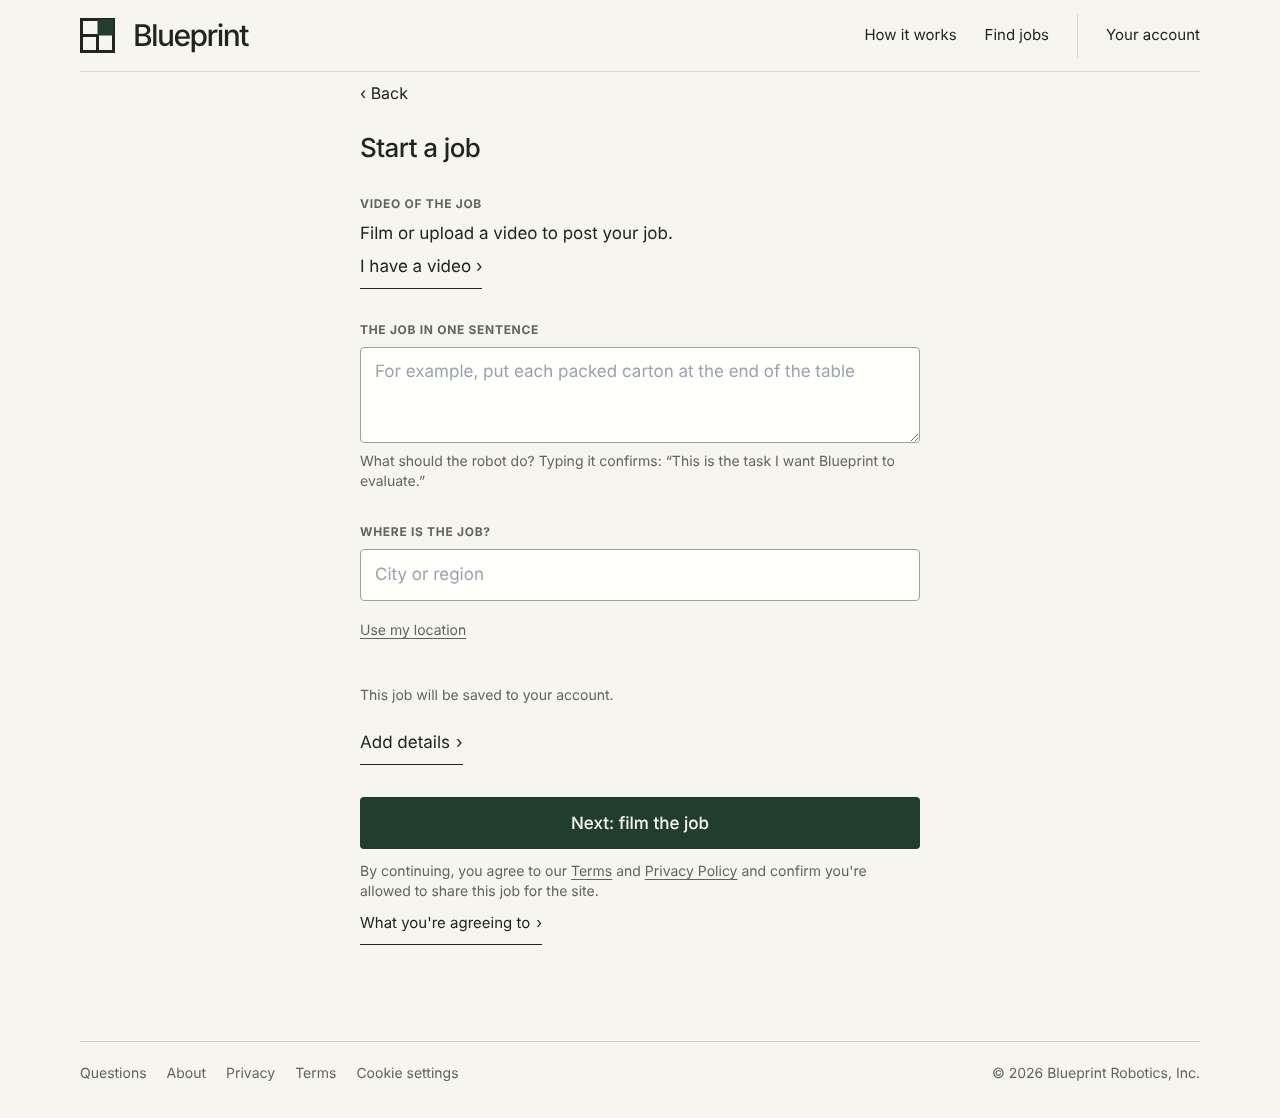 Blueprint
How it works
Find jobs
Your account
‹ Back
Start a job
VIDEO OF THE JOB
Film or upload a video to post your job.
I have a video ›
THE JOB IN ONE SENTENCE
For example, put each packed carton at the end of the table
What should the robot do? Typing it confirms: “This is the task I want Blueprint to
evaluate.”
WHERE IS THE JOB?
City or region
Use my location
This job will be saved to your account.
Add details ›
Next: film the job
By continuing, you agree to our Terms and Privacy Policy and confirm you're
allowed to share this job for the site.
What you're agreeing to ›
Questions
About
Privacy
Terms
Cookie settings
© 2026 Blueprint Robotics, Inc.